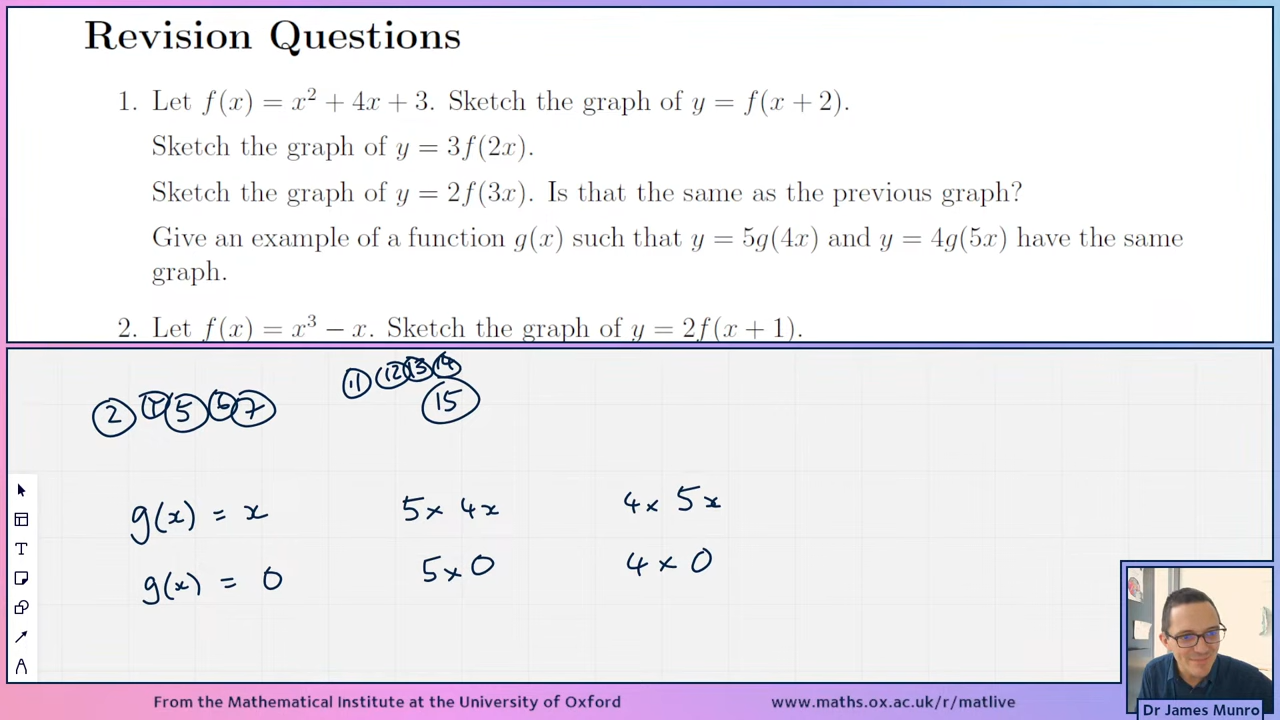 Revision Questions
1. Let f(x) = x² + 4x + 3. Sketch the graph of y = f(x + 2).
Sketch the graph of y = 3f(2x).
Sketch the graph of y = 2f(3x). Is that the same as the previous graph?
Give an example of a function g(x) such that y = 5g(4x) and y = 4g(5x) have the same
graph.
2. Let f(x) = x³ − x. Sketch the graph of y = 2f(x + 1).
11 12 13 14
2 5 6 7 15
g(x) = x 5 × 4x 4 × 5x
g(x) = 0 5 × 0 4 × 0
T
A
From the Mathematical Institute at the University of Oxford www.maths.ox.ac.uk/r/matlive
Dr James Munro